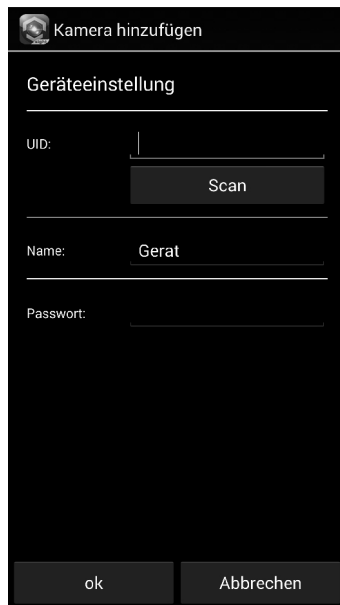 Kamera hinzufügen
Geräteeinstellung
UID:
Scan
Name: Gerat
Passwort:
ok Abbrechen